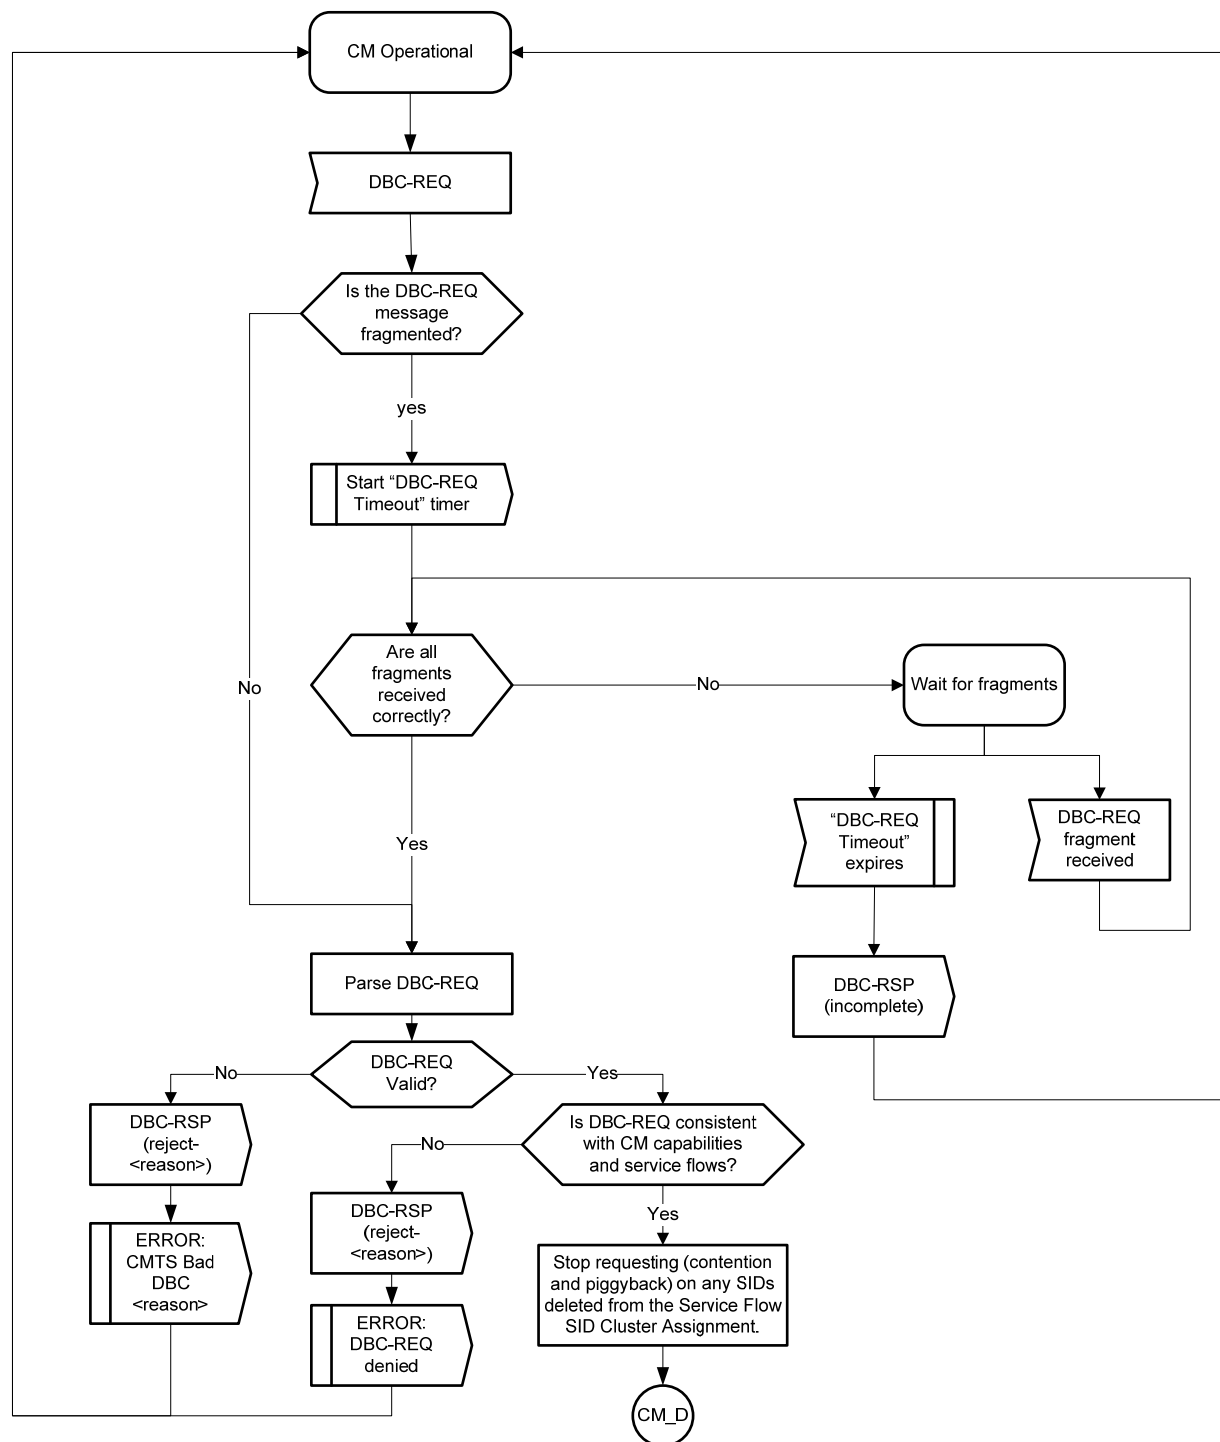 CM Operational
DBC-REQ
Is the DBC-REQ
message
fragmented?
yes
Start “DBC-REQ
Timeout” timer
No
Are all
fragments
received
correctly?
No
Wait for fragments
Yes
“DBC-REQ
Timeout”
expires
DBC-REQ
fragment
received
Parse DBC-REQ
DBC-RSP
(incomplete)
DBC-REQ
Valid?
No
Yes
DBC-RSP
(reject-
<reason>)
Is DBC-REQ consistent
with CM capabilities
and service flows?
No
Yes
DBC-RSP
(reject-
<reason>)
ERROR:
CMTS Bad
DBC
<reason>
Stop requesting (contention
and piggyback) on any SIDs
deleted from the Service Flow
SID Cluster Assignment.
ERROR:
DBC-REQ
denied
CM_D